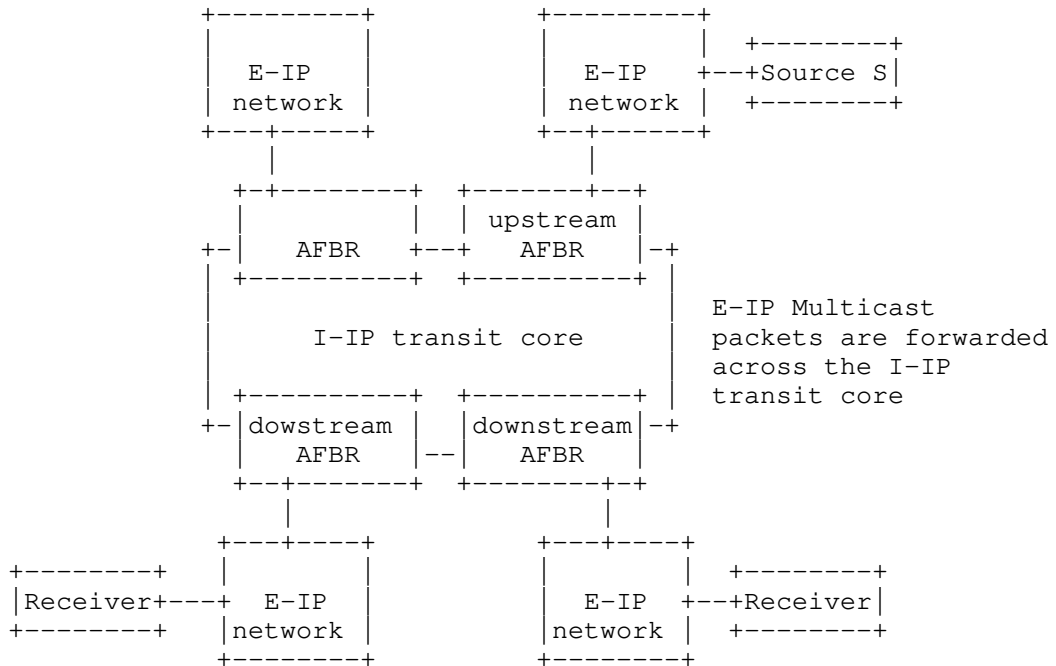 E-IP
network
E-IP
network
Source S
AFBR
upstream
AFBR
I-IP transit core
E-IP Multicast
packets are forwarded
across the I-IP
transit core
dowstream
AFBR
downstream
AFBR
Receiver
E-IP
network
E-IP
network
Receiver